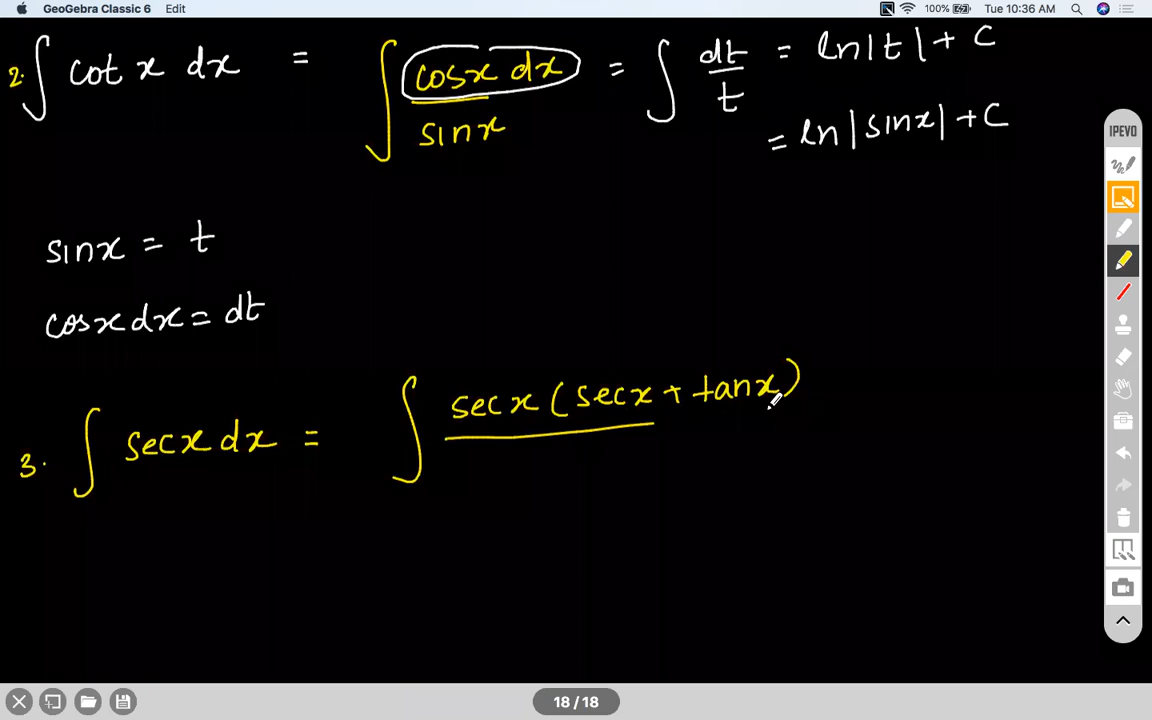 GeoGebra Classic 6 Edit 100% Tue 10:36 AM
2. ∫ cot x dx = ∫ cosx dx / sinx = ∫ dt / t = ln|t| + C
= ln|sinx| + C
IPEVO
sinx = t
cosx dx = dt
3. ∫ secx dx = ∫ secx (secx + tanx)
18 / 18